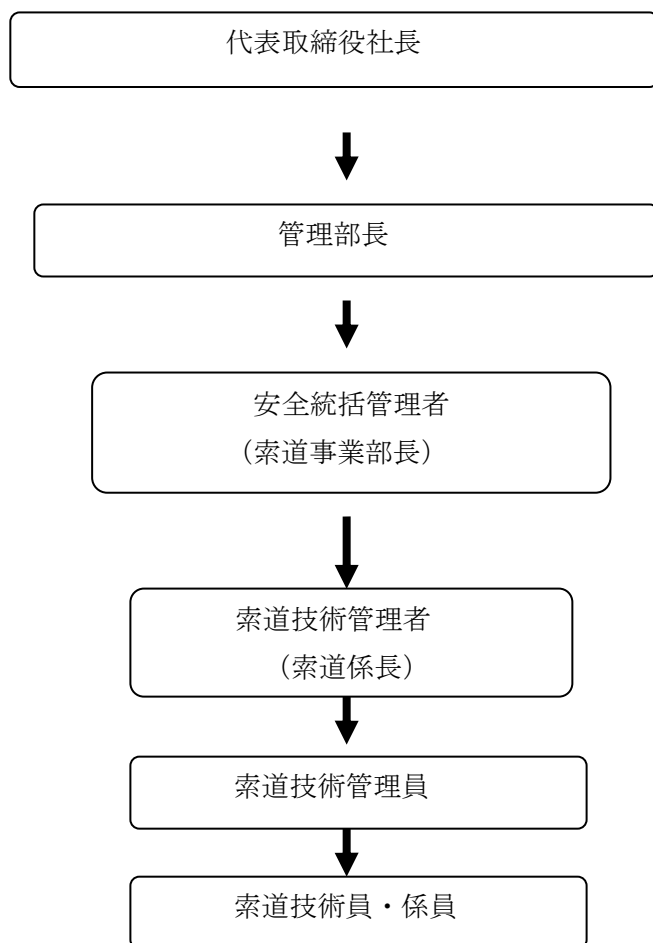 代表取締役社長
管理部長
安全統括管理者
（索道事業部長）
索道技術管理者
（索道係長）
索道技術管理員
索道技術員・係員